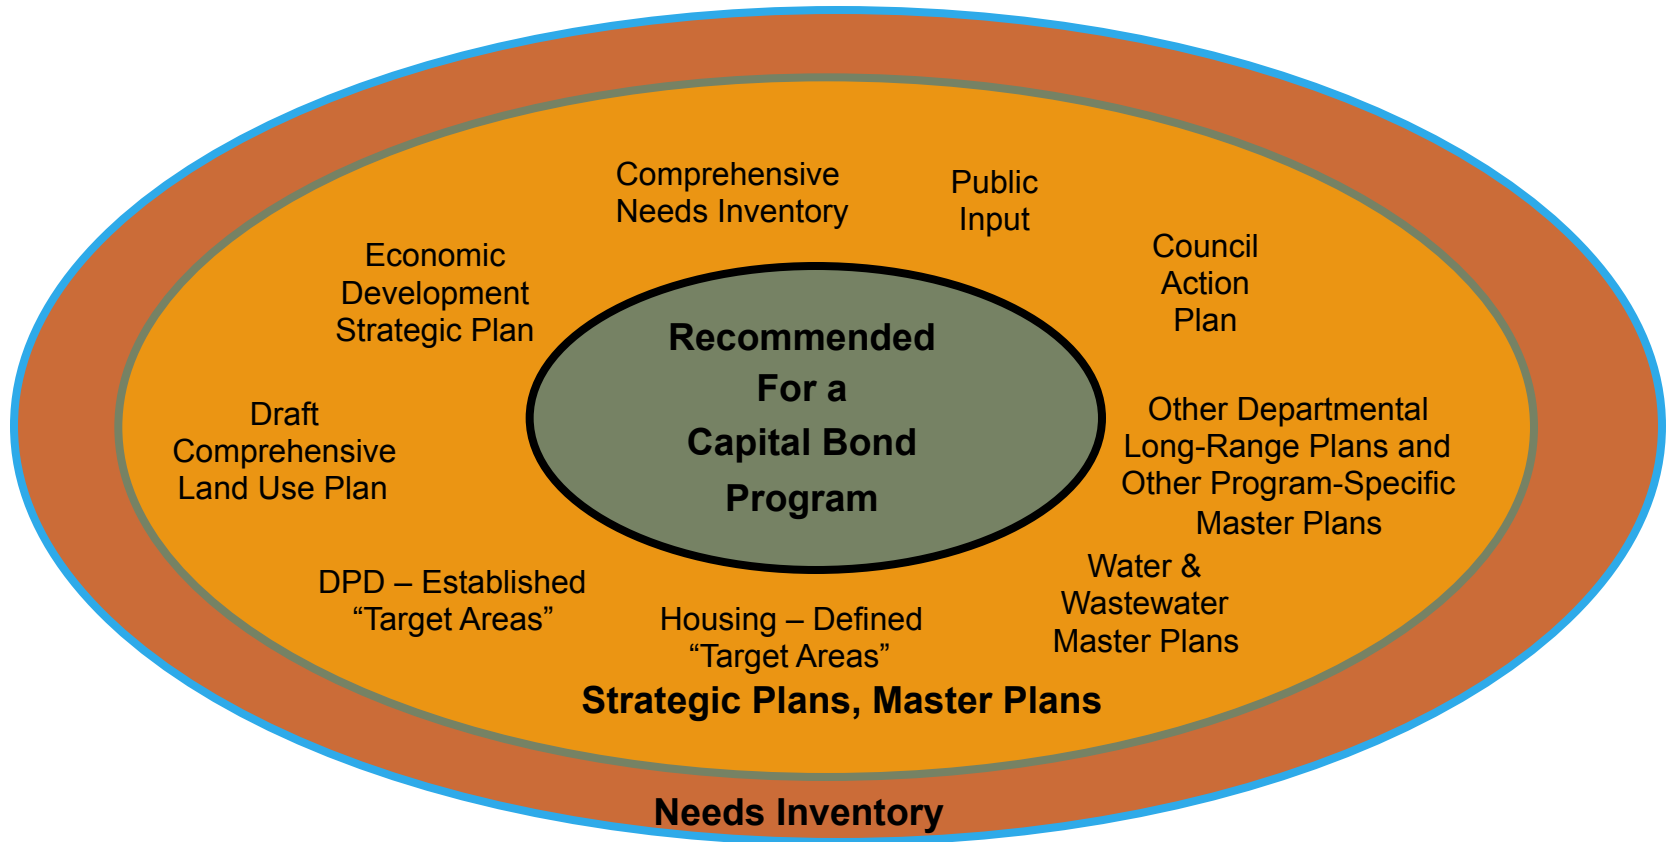 Comprehensive
Needs Inventory
Public
Input
Council
Action
Plan
Economic
Development
Strategic Plan
Recommended
For a
Capital Bond
Program
Draft
Comprehensive
Land Use Plan
Other Departmental
Long-Range Plans and
Other Program-Specific
Master Plans
DPD – Established
“Target Areas”
Housing – Defined
“Target Areas”
Water &
Wastewater
Master Plans
Strategic Plans, Master Plans
Needs Inventory